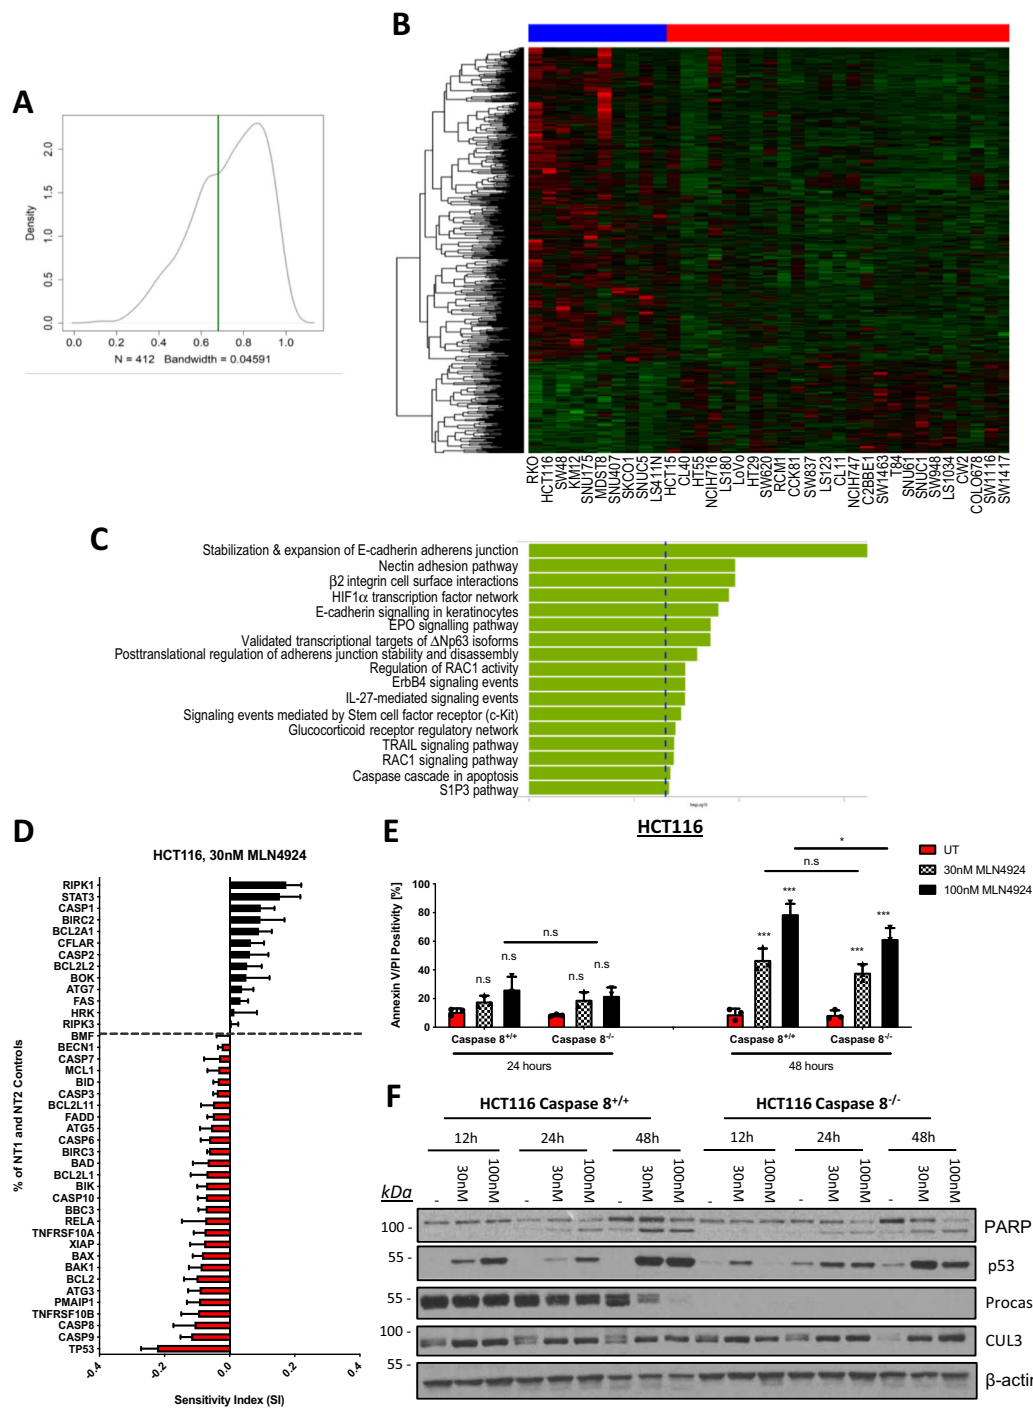 A
Density
0.0
0.5
1.0
1.5
2.0
0.0 0.2 0.4 0.6 0.8 1.0
N = 412 Bandwidth = 0.04591
B
RKO
HCT116
SW48
KM12
SNU175
MDST8
SNU407
SKCO1
SNUC5
LS411N
HCT15
CL40
HT55
NCIH716
LS180
LoVo
HT29
SW620
RCM1
CCK81
SW837
LS123
CL11
NCIH747
C2BBE1
SW1463
T84
SNU61
SNUC1
SW948
LS1034
CW2
COLO678
SW1116
SW1417
C
Stabilization & expansion of E-cadherin adherens junction
Nectin adhesion pathway
β2 integrin cell surface interactions
HIF1α transcription factor network
E-cadherin signalling in keratinocytes
EPO signalling pathway
Validated transcriptional targets of ΔNp63 isoforms
Posttranslational regulation of adherens junction stability and disassembly
Regulation of RAC1 activity
ErbB4 signaling events
IL-27-mediated signaling events
Signaling events mediated by Stem cell factor receptor (c-Kit)
Glucocorticoid receptor regulatory network
TRAIL signaling pathway
RAC1 signaling pathway
Caspase cascade in apoptosis
S1P3 pathway
D
HCT116, 30nM MLN4924
% of NT1 and NT2 Controls
RIPK1
STAT3
CASP1
BIRC2
BCL2A1
CFLAR
CASP2
BCL2L2
BOK
ATG7
FAS
HRK
RIPK3
BMF
BECN1
CASP7
MCL1
BID
CASP3
BCL2L11
FADD
ATG5
CASP6
BIRC3
BAD
BCL2L1
BIK
CASP10
BBC3
RELA
TNFRSF10A
XIAP
BAX
BAK1
BCL2
ATG3
PMAIP1
TNFRSF10B
CASP8
CASP9
TP53
-0.4 -0.2 0.0 0.2 0.4
Sensitivity Index (SI)
E
HCT116
UT
30nM MLN4924
100nM MLN4924
Annexin V/PI Positivity [%]
100
80
60
40
20
0
n.s
n.s
n.s
n.s
n.s
*
n.s
***
***
***
***
Caspase 8+/+ Caspase 8-/- Caspase 8+/+ Caspase 8-/-
24 hours 48 hours
F
HCT116 Caspase 8+/+ HCT116 Caspase 8-/-
12h 24h 48h 12h 24h 48h
kDa
- 30nM 100nM - 30nM 100nM - 30nM 100nM - 30nM 100nM - 30nM 100nM - 30nM 100nM
100 - PARP
55 - p53
55 - Procas
100 - CUL3
55 - β-actin